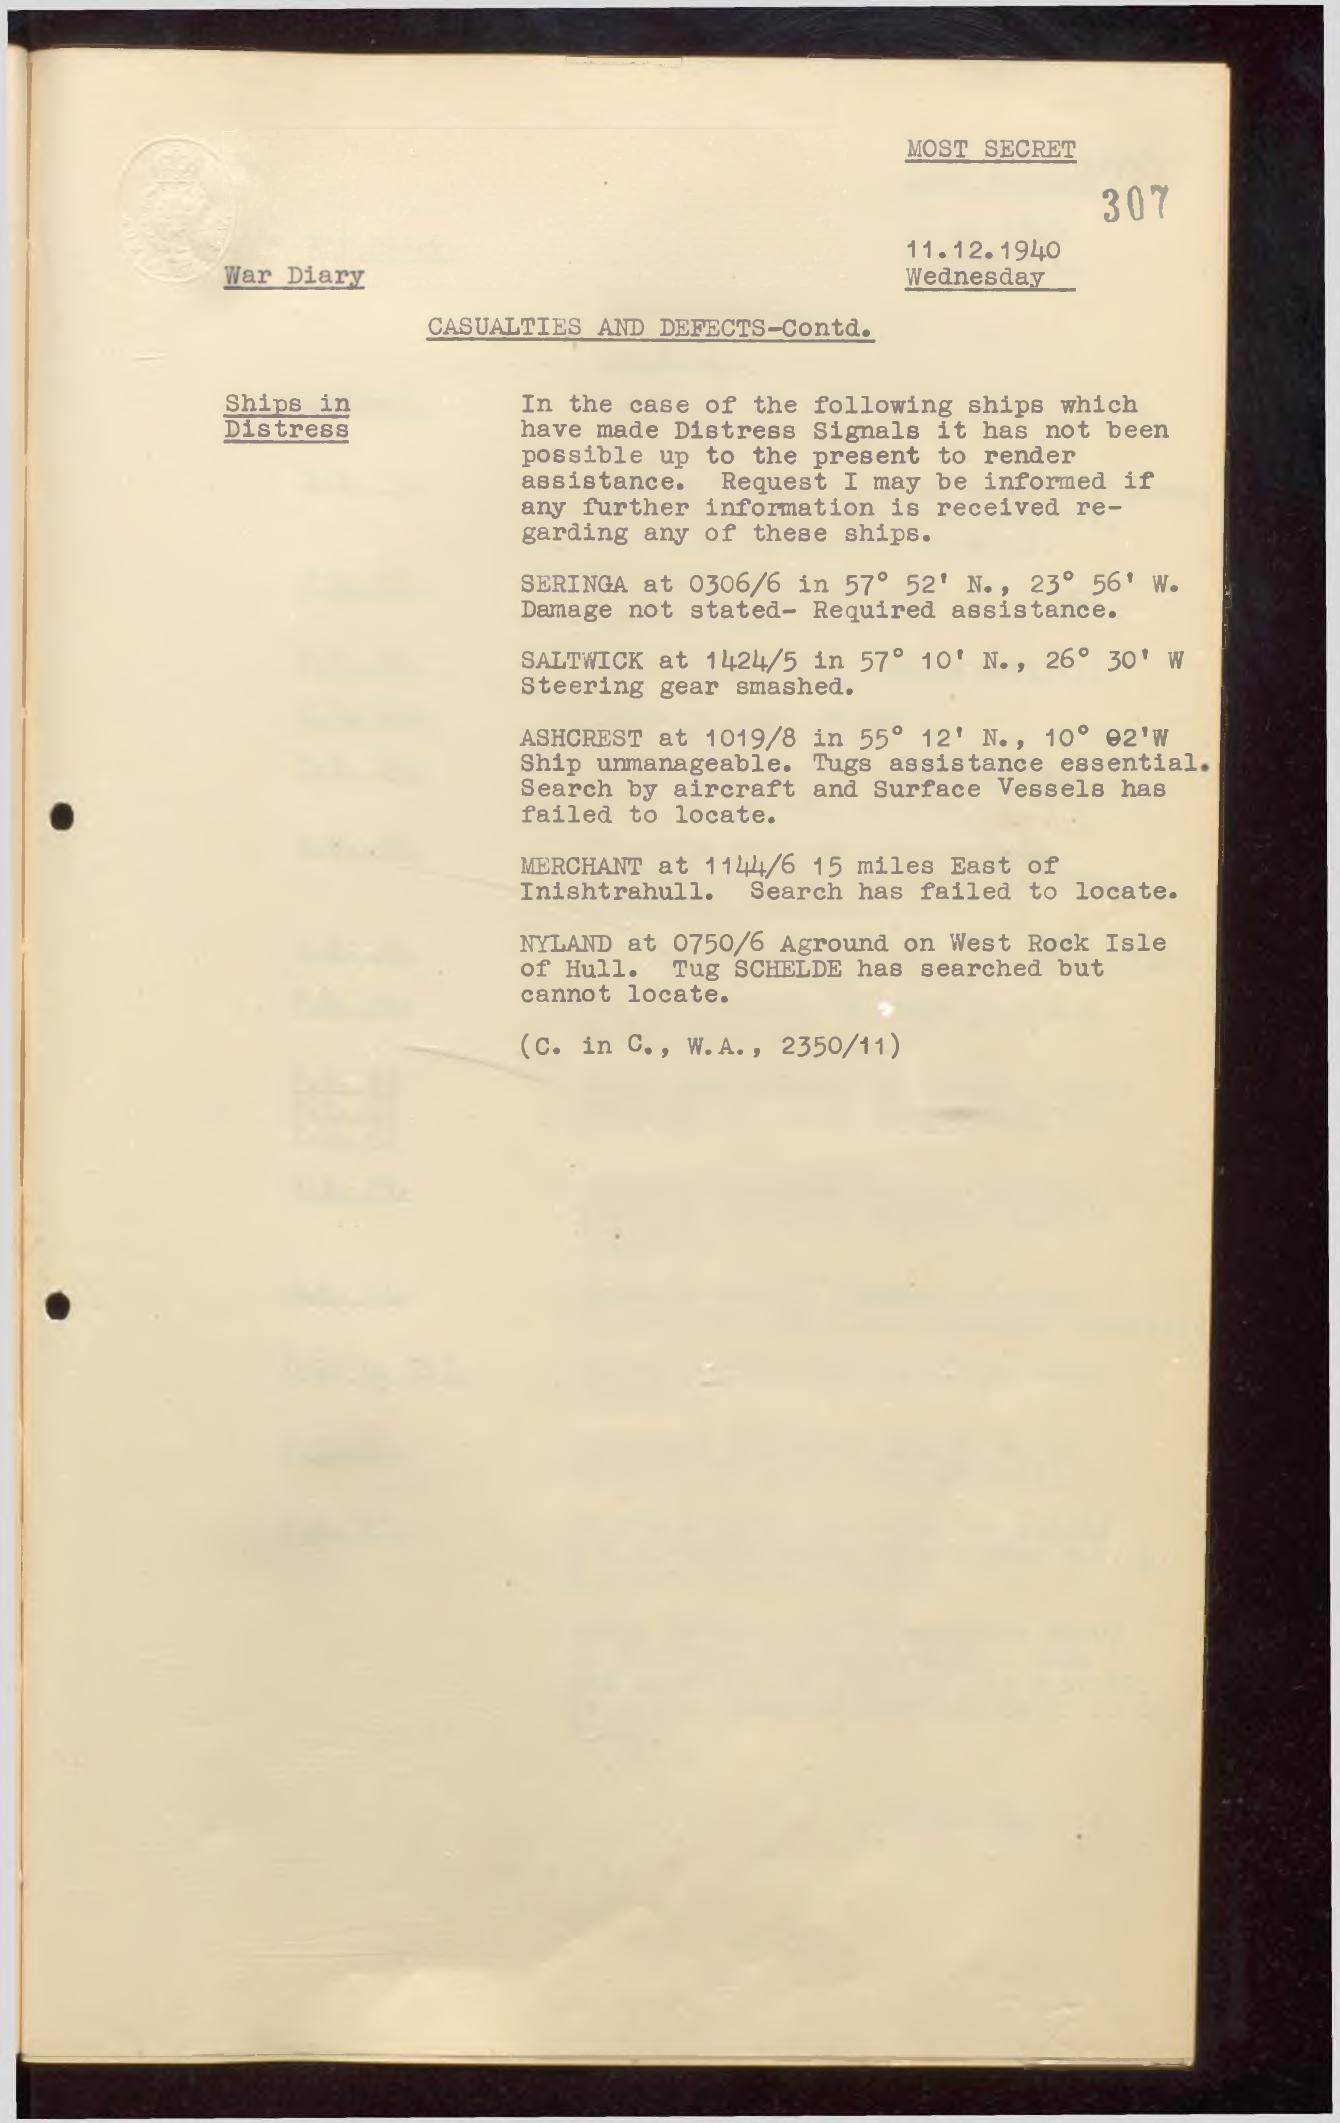 MOST SECRET
307
11.12.1940
War Diary
Wednesday
CASUALTIES AND DEFECTS-Contd.
Ships in
Distress
In the case of the following ships which
have made Distress Signals it has not been
possible up to the present to render
assistance. Request I may be informed if
any further information is received re-
garding any of these ships.
SERINGA at 0306/6 in 57° 52' N., 23° 56' W.
Damage not stated- Required assistance.
SALTWICK at 1424/5 in 57° 10' N., 26° 30' W
Steering gear smashed.
ASHCREST at 1019/8 in 55° 12' N., 10° 02'W
Ship unmanageable. Tugs assistance essential.
Search by aircraft and Surface Vessels has
failed to locate.
MERCHANT at 1144/6 15 miles East of
Inishtrahull. Search has failed to locate.
NYLAND at 0750/6 Aground on West Rock Isle
of Hull. Tug SCHELDE has searched but
cannot locate.
(C. in C., W.A., 2350/11)